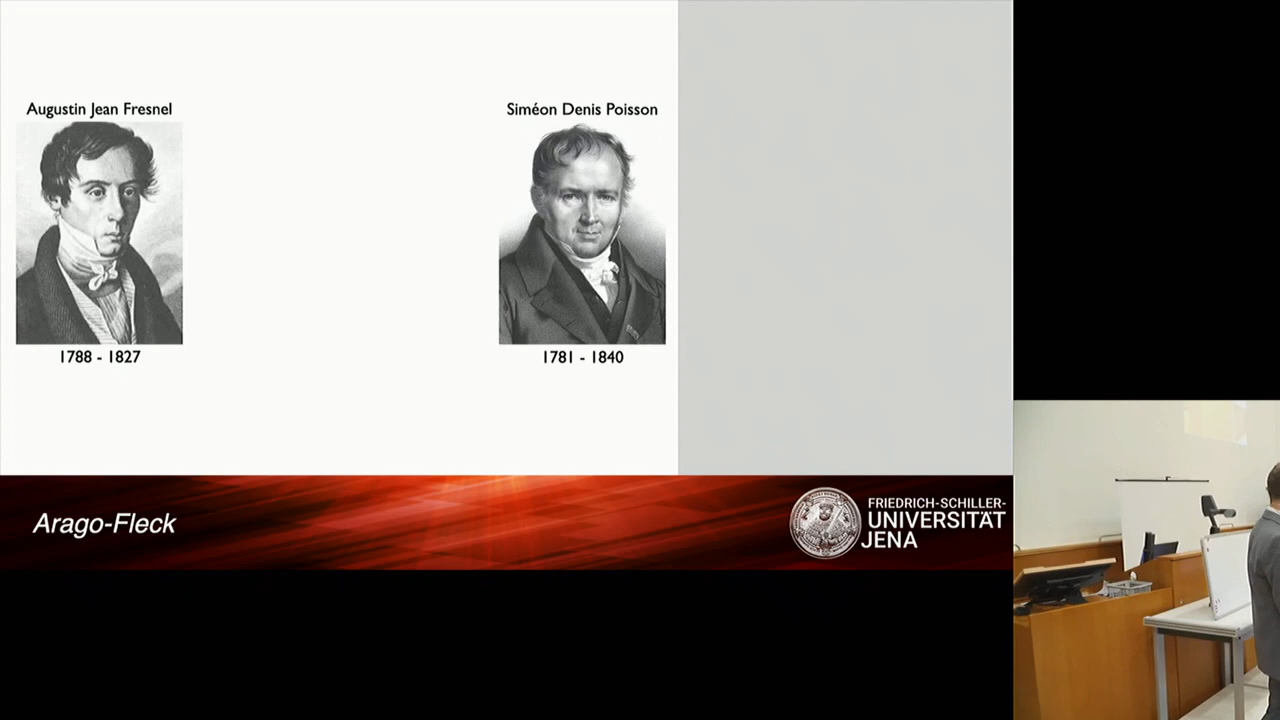 Augustin Jean Fresnel
Siméon Denis Poisson
1788 - 1827
1781 - 1840
Arago-Fleck
FRIEDRICH-SCHILLER-
UNIVERSITÄT
JENA